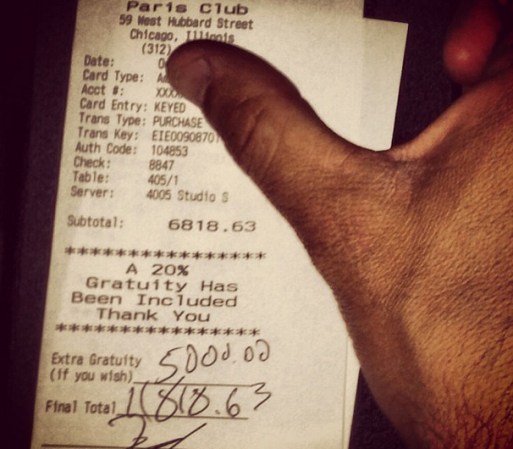 Paris Club
59 West Hubbard Street
Chicago, Illinois
(312)
Date:
Card Type:
Acct #:
Card Entry: KEYED
Trans Type: PURCHASE
Trans Key: EIE00908701
Auth Code: 104853
Check: 8847
Table: 405/1
Server: 4005 Studio S
Subtotal: 6818.63
****************
A 20%
Gratuity Has
Been Included
Thank You
****************
Extra Gratuity 5000.00
(if you wish)
Final Total 11818.63